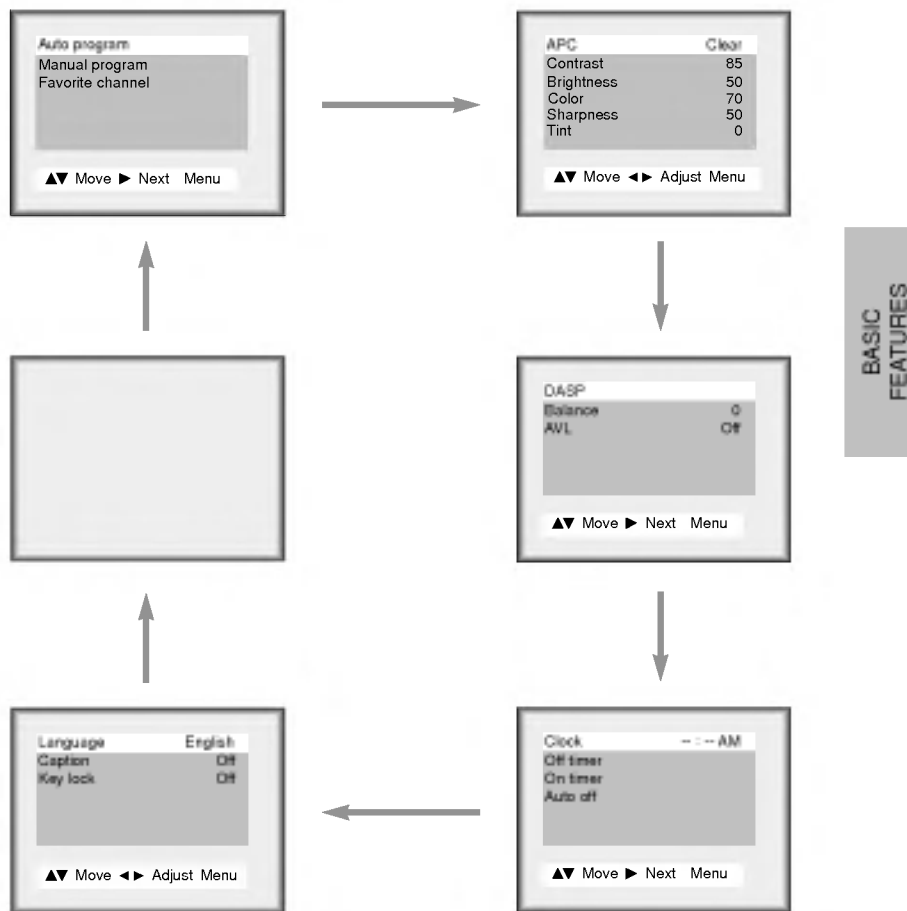 Auto program
Manual program
Favorite channel
▲▼ Move ► Next Menu
APC Clear
Contrast 85
Brightness 50
Color 70
Sharpness 50
Tint 0
▲▼ Move ◄► Adjust Menu
BASIC
FEATURES
DASP
Balance 0
AVL Off
▲▼ Move ► Next Menu
Language English
Caption Off
Key lock Off
▲▼ Move ◄► Adjust Menu
Clock -- : -- AM
Off timer
On timer
Auto off
▲▼ Move ► Next Menu